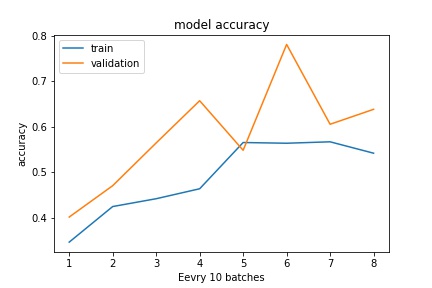 model accuracy
train
validation
accuracy
0.8
0.7
0.6
0.5
0.4
1 2 3 4 5 6 7 8
Eevry 10 batches